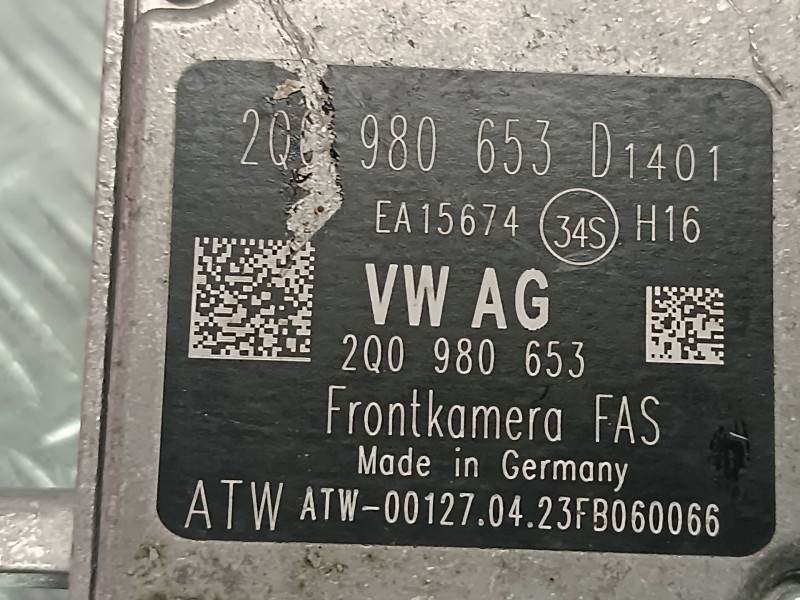 2Q0 980 653 D1401
EA15674 34S H16
VW AG
2Q0 980 653
Frontkamera FAS
Made in Germany
ATW ATW-00127.04.23FB060066